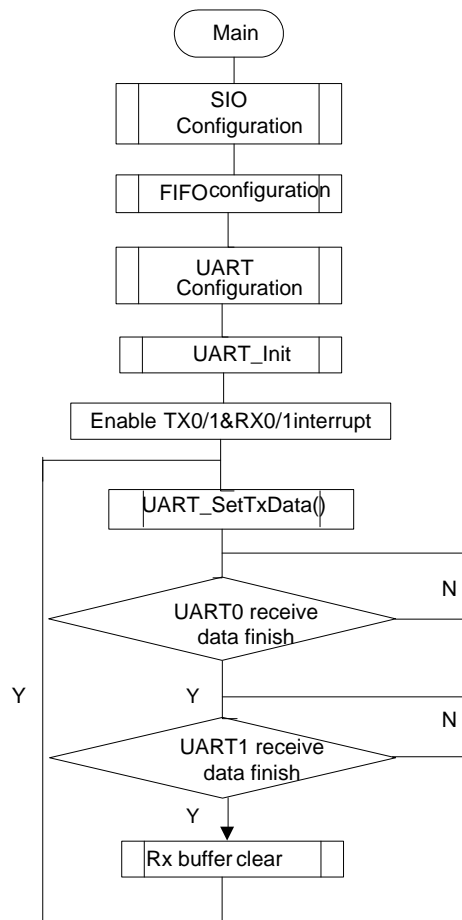 Main
SIO
Configuration
FIFOconfiguration
UART
Configuration
UART_Init
Enable TX0/1&RX0/1interrupt
UART_SetTxData()
N
UART0 receive
data finish
Y
Y
N
UART1 receive
data finish
Y
Rx buffer clear